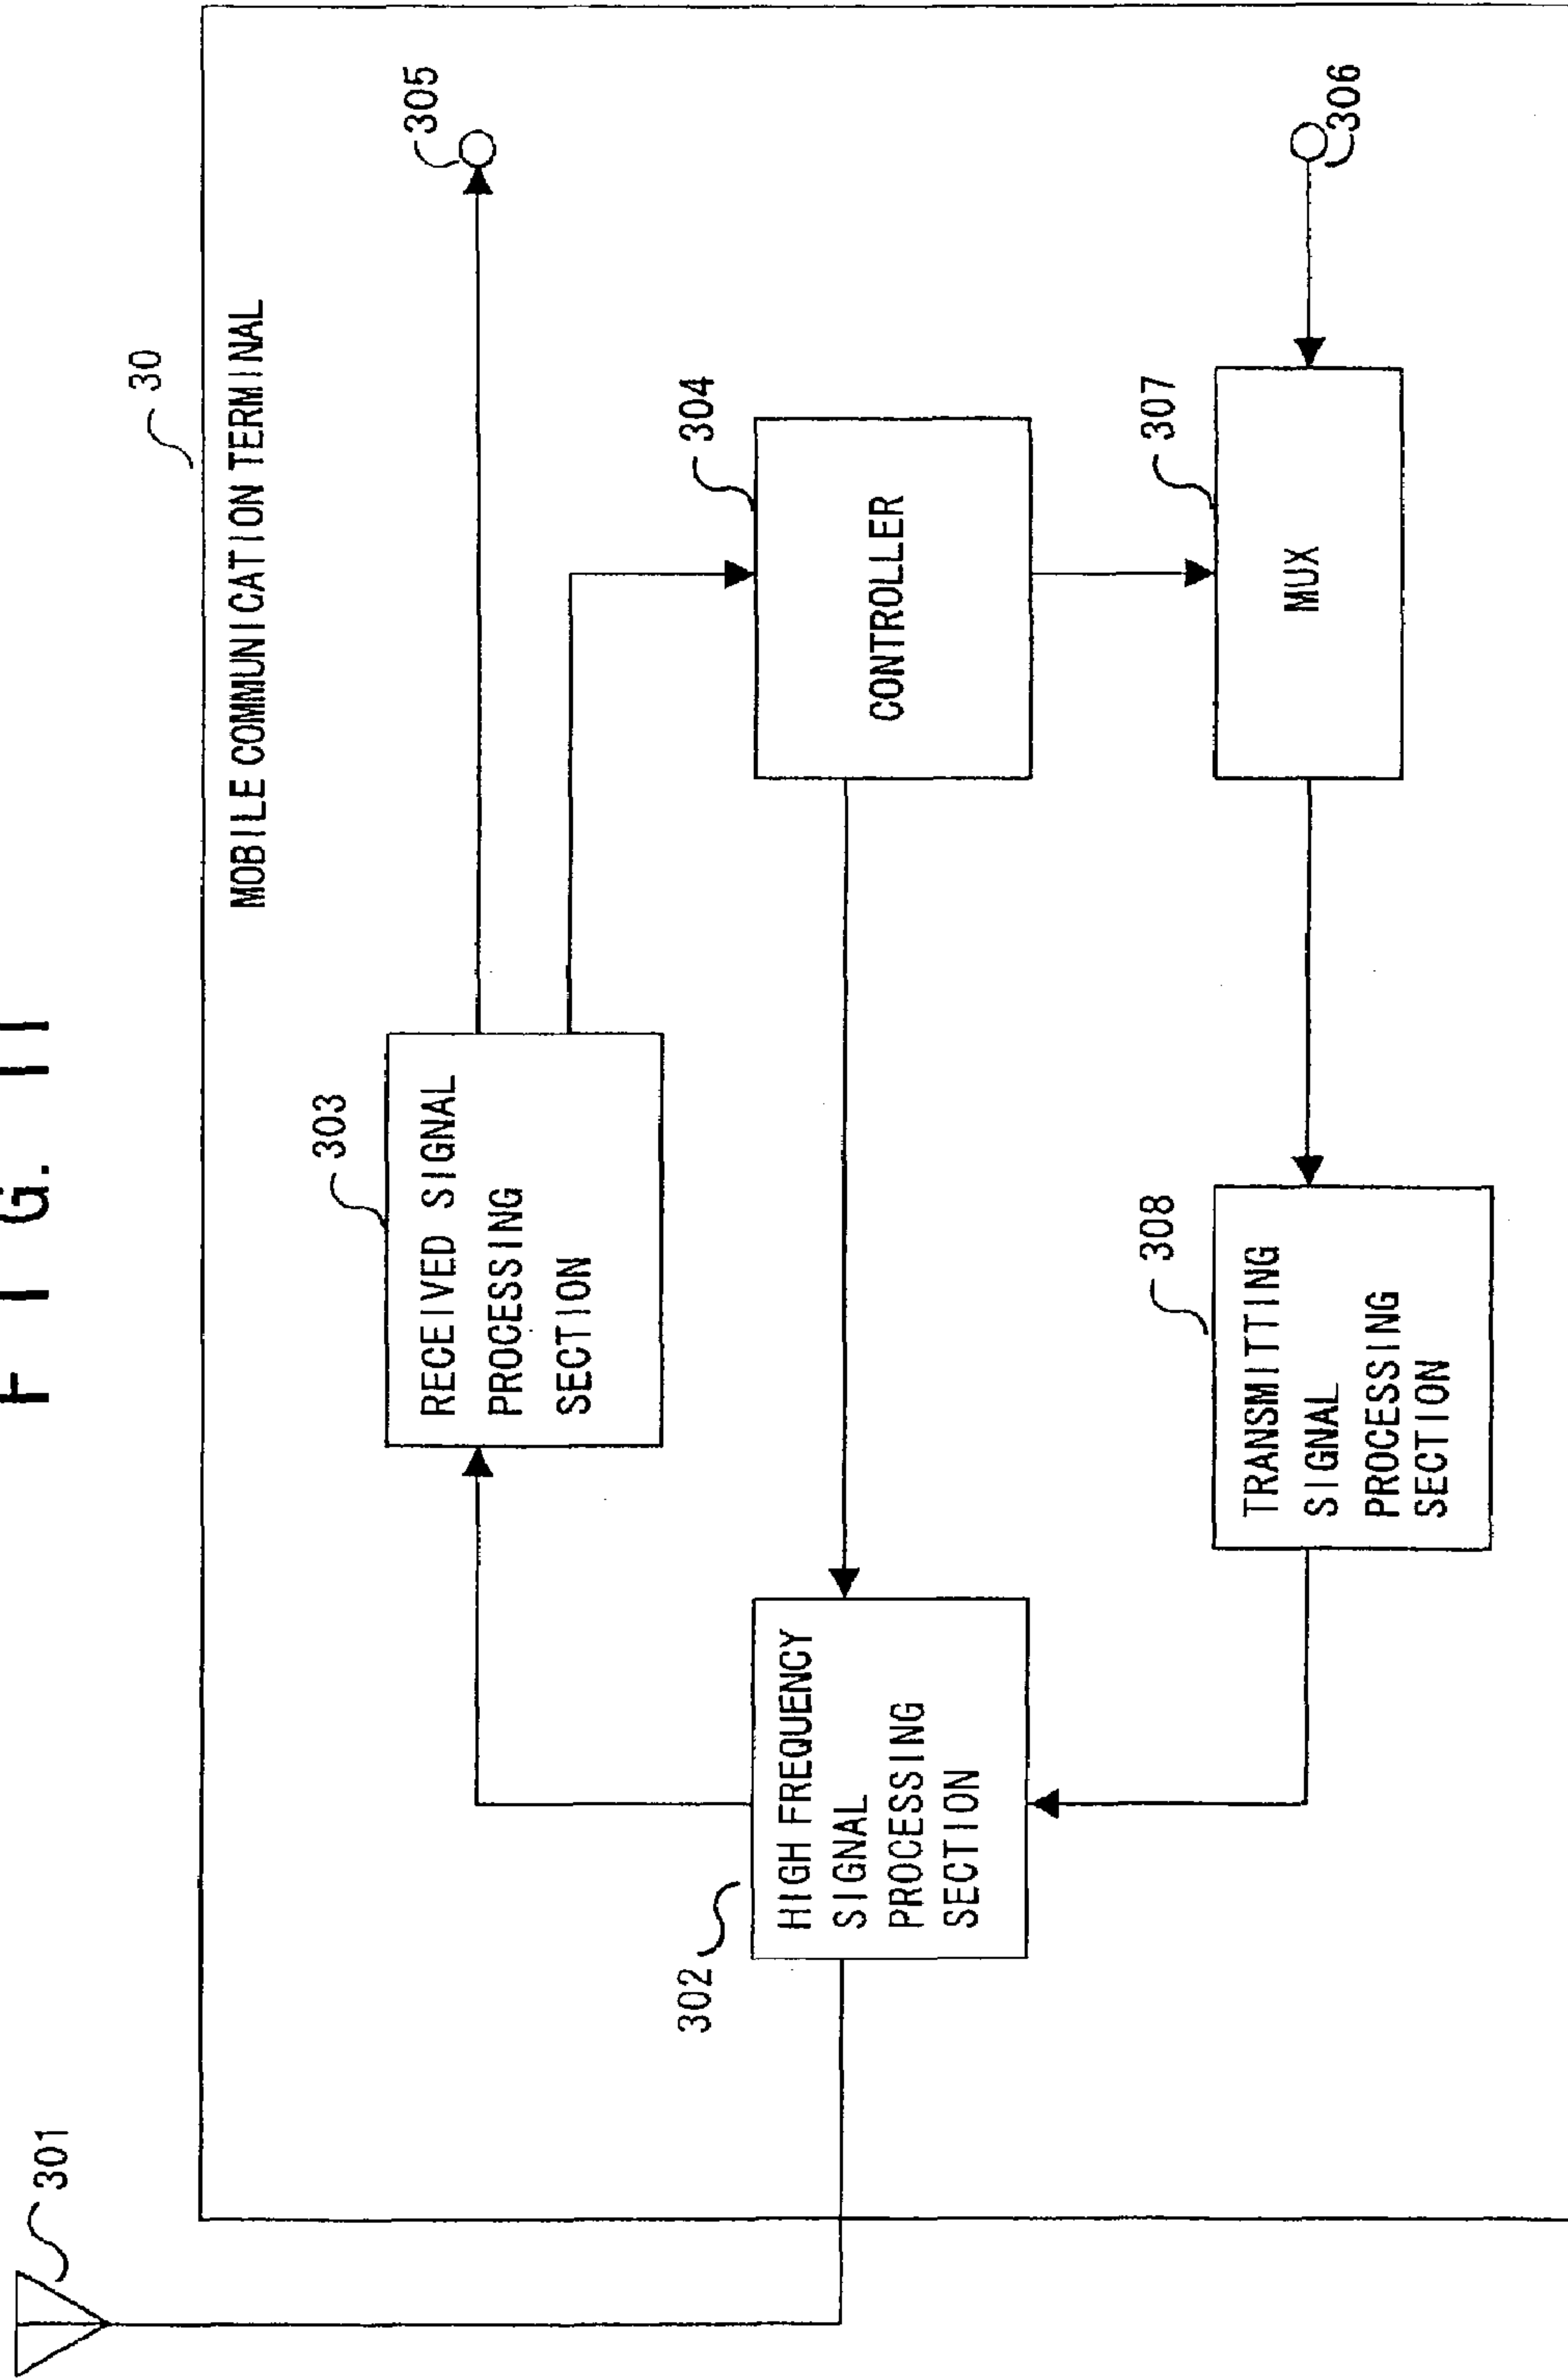 F I G. 11
30
MOBILE COMMUNICATION TERMINAL
301
303
RECEIVED SIGNAL
PROCESSING
SECTION
305
302
HIGH FREQUENCY
SIGNAL
PROCESSING
SECTION
304
CONTROLLER
308
TRANSMITTING
SIGNAL
PROCESSING
SECTION
307
MUX
306